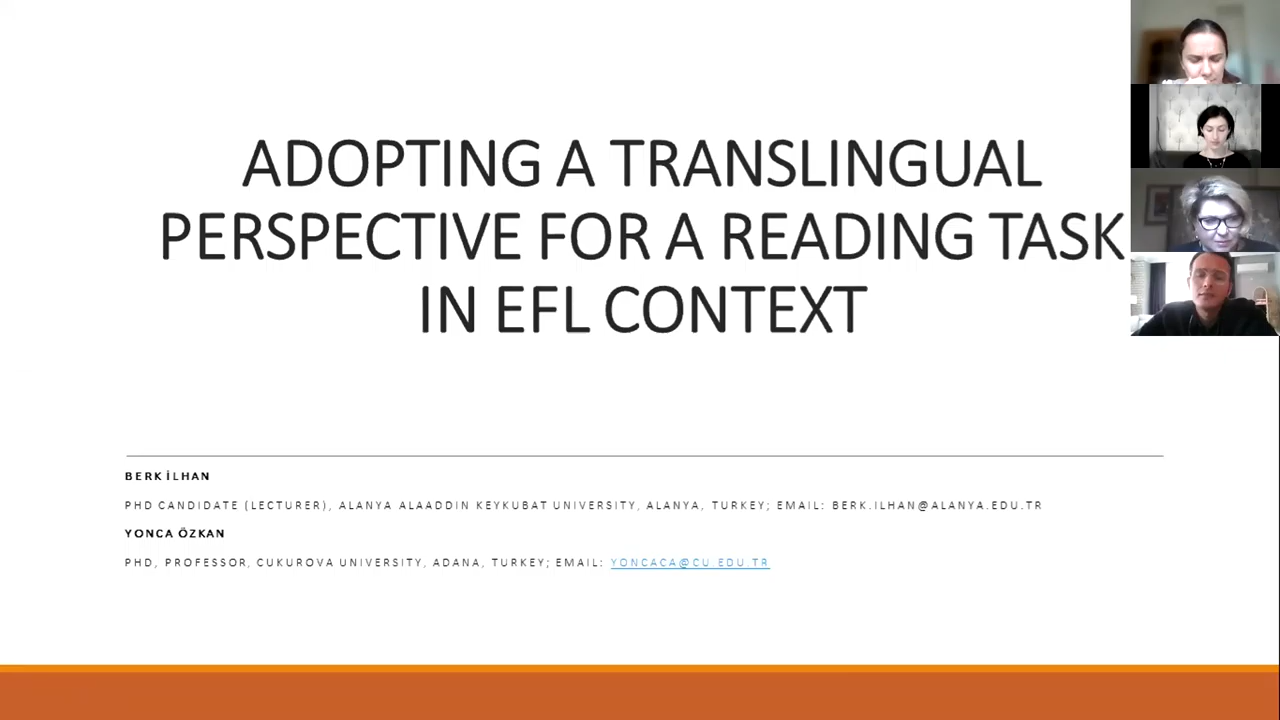 ADOPTING A TRANSLINGUAL
PERSPECTIVE FOR A READING TASK
IN EFL CONTEXT
BERK İLHAN
PHD CANDIDATE (LECTURER), ALANYA ALAADDIN KEYKUBAT UNIVERSITY, ALANYA, TURKEY; EMAIL: BERK.ILHAN@ALANYA.EDU.TR
YONCA ÖZKAN
PHD, PROFESSOR, CUKUROVA UNIVERSITY, ADANA, TURKEY; EMAIL: YONCACA@CU.EDU.TR